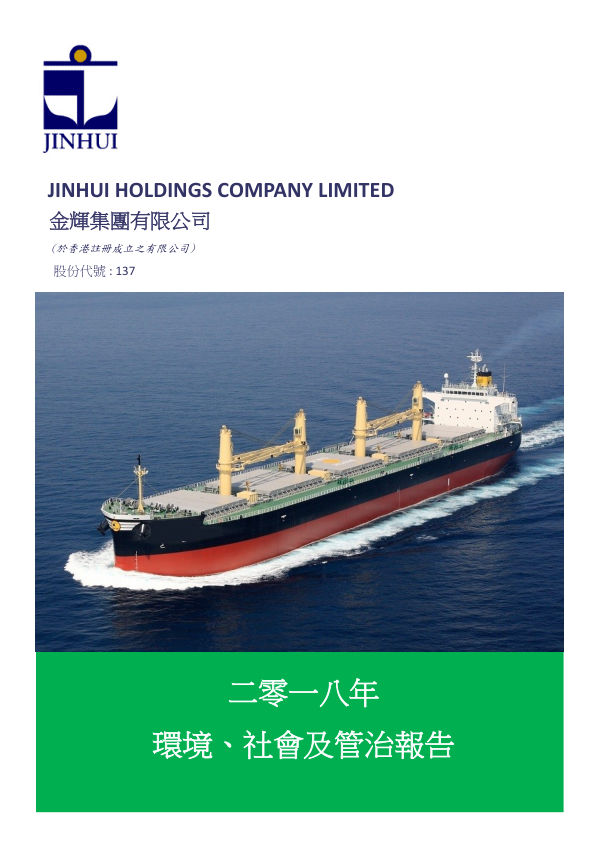 JINHUI
JINHUI HOLDINGS COMPANY LIMITED
金輝集團有限公司
（於香港註冊成立之有限公司）
股份代號 : 137
二零一八年
環境、社會及管治報告